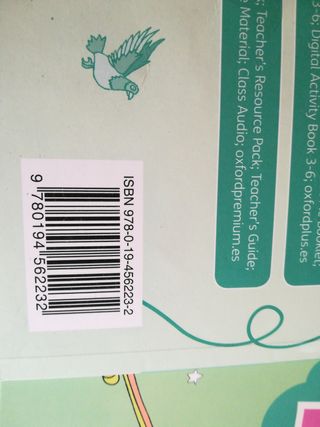 3-6; Digital Activity Book 3-6; oxfordplus.es
Teacher's Resource Pack; Teacher's Guide;
Material; Class Audio; oxfordpremium.es
ISBN 978-0-19-456223-2
9 780194 562232